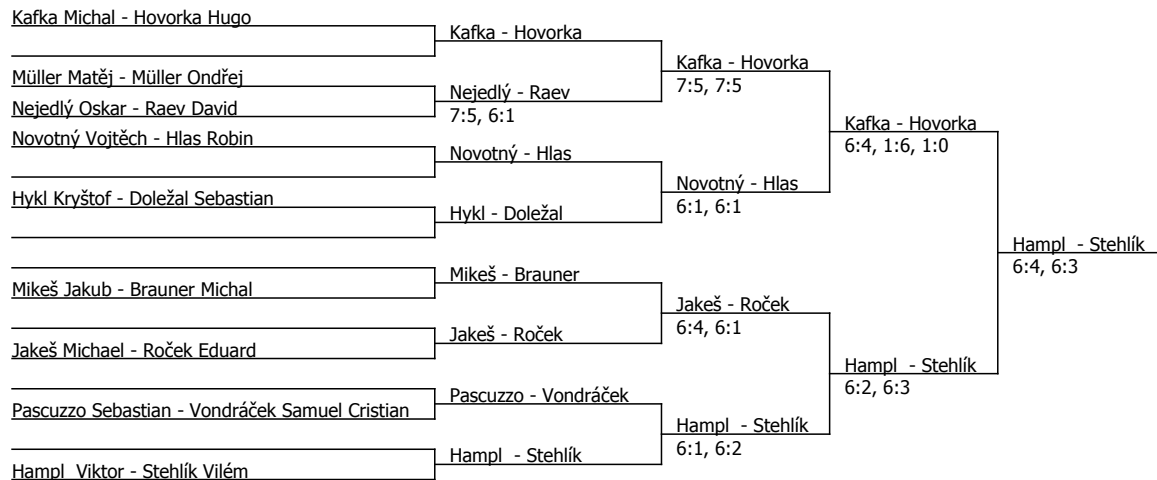 Kafka Michal - Hovorka Hugo
Müller Matěj - Müller Ondřej
Nejedlý Oskar - Raev David
Novotný Vojtěch - Hlas Robin
Hykl Kryštof - Doležal Sebastian
Mikeš Jakub - Brauner Michal
Jakeš Michael - Roček Eduard
Pascuzzo Sebastian - Vondráček Samuel Cristian
Hampl  Viktor - Stehlík Vilém
Kafka - Hovorka
Nejedlý - Raev
7:5, 6:1
Novotný - Hlas
Hykl - Doležal
Mikeš - Brauner
Jakeš - Roček
Pascuzzo - Vondráček
Hampl  - Stehlík
Kafka - Hovorka
7:5, 7:5
Novotný - Hlas
6:1, 6:1
Jakeš - Roček
6:4, 6:1
Hampl  - Stehlík
6:1, 6:2
Kafka - Hovorka
6:4, 1:6, 1:0
Hampl  - Stehlík
6:2, 6:3
Hampl  - Stehlík
6:4, 6:3